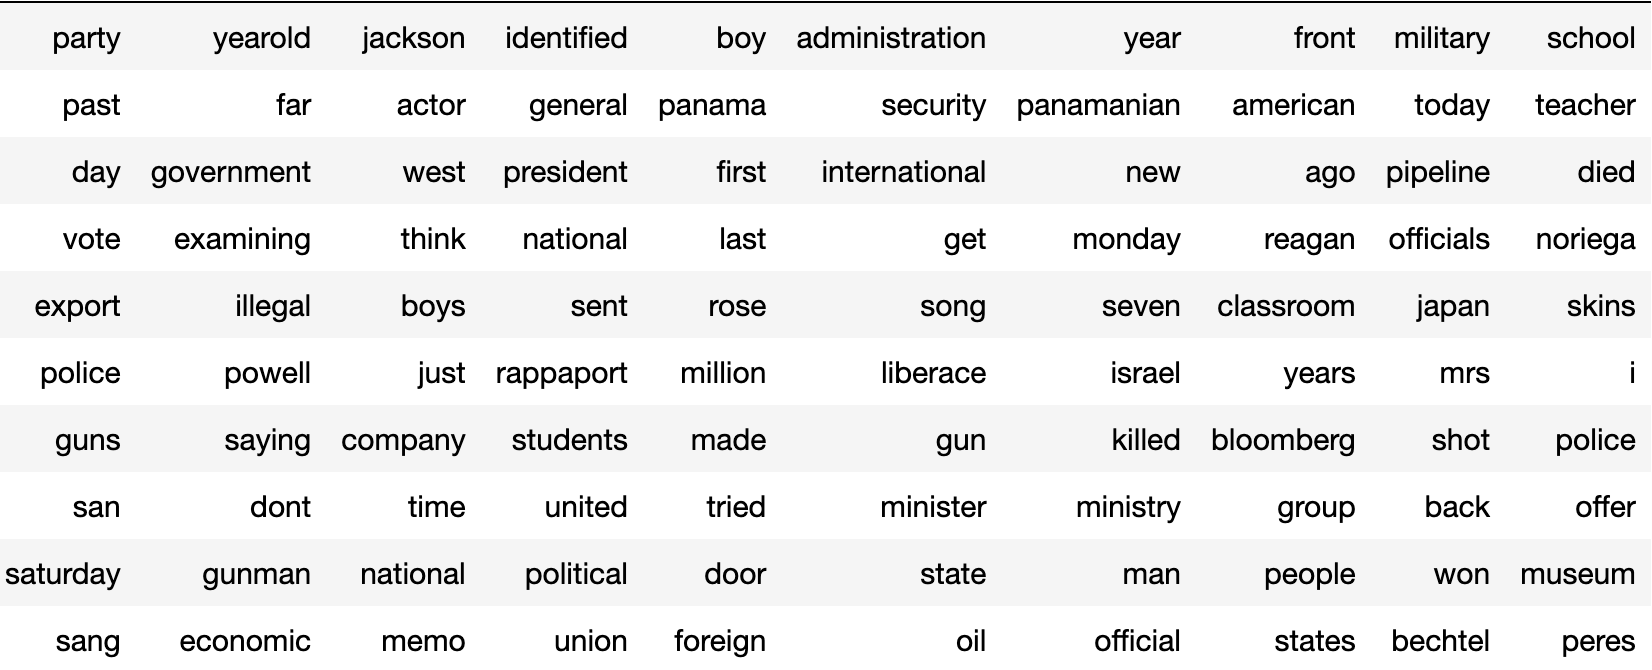 party yearold jackson identified boy administration year front military school
past far actor general panama security panamanian american today teacher
day government west president first international new ago pipeline died
vote examining think national last get monday reagan officials noriega
export illegal boys sent rose song seven classroom japan skins
police powell just rappaport million liberace israel years mrs i
guns saying company students made gun killed bloomberg shot police
san dont time united tried minister ministry group back offer
saturday gunman national political door state man people won museum
sang economic memo union foreign oil official states bechtel peres